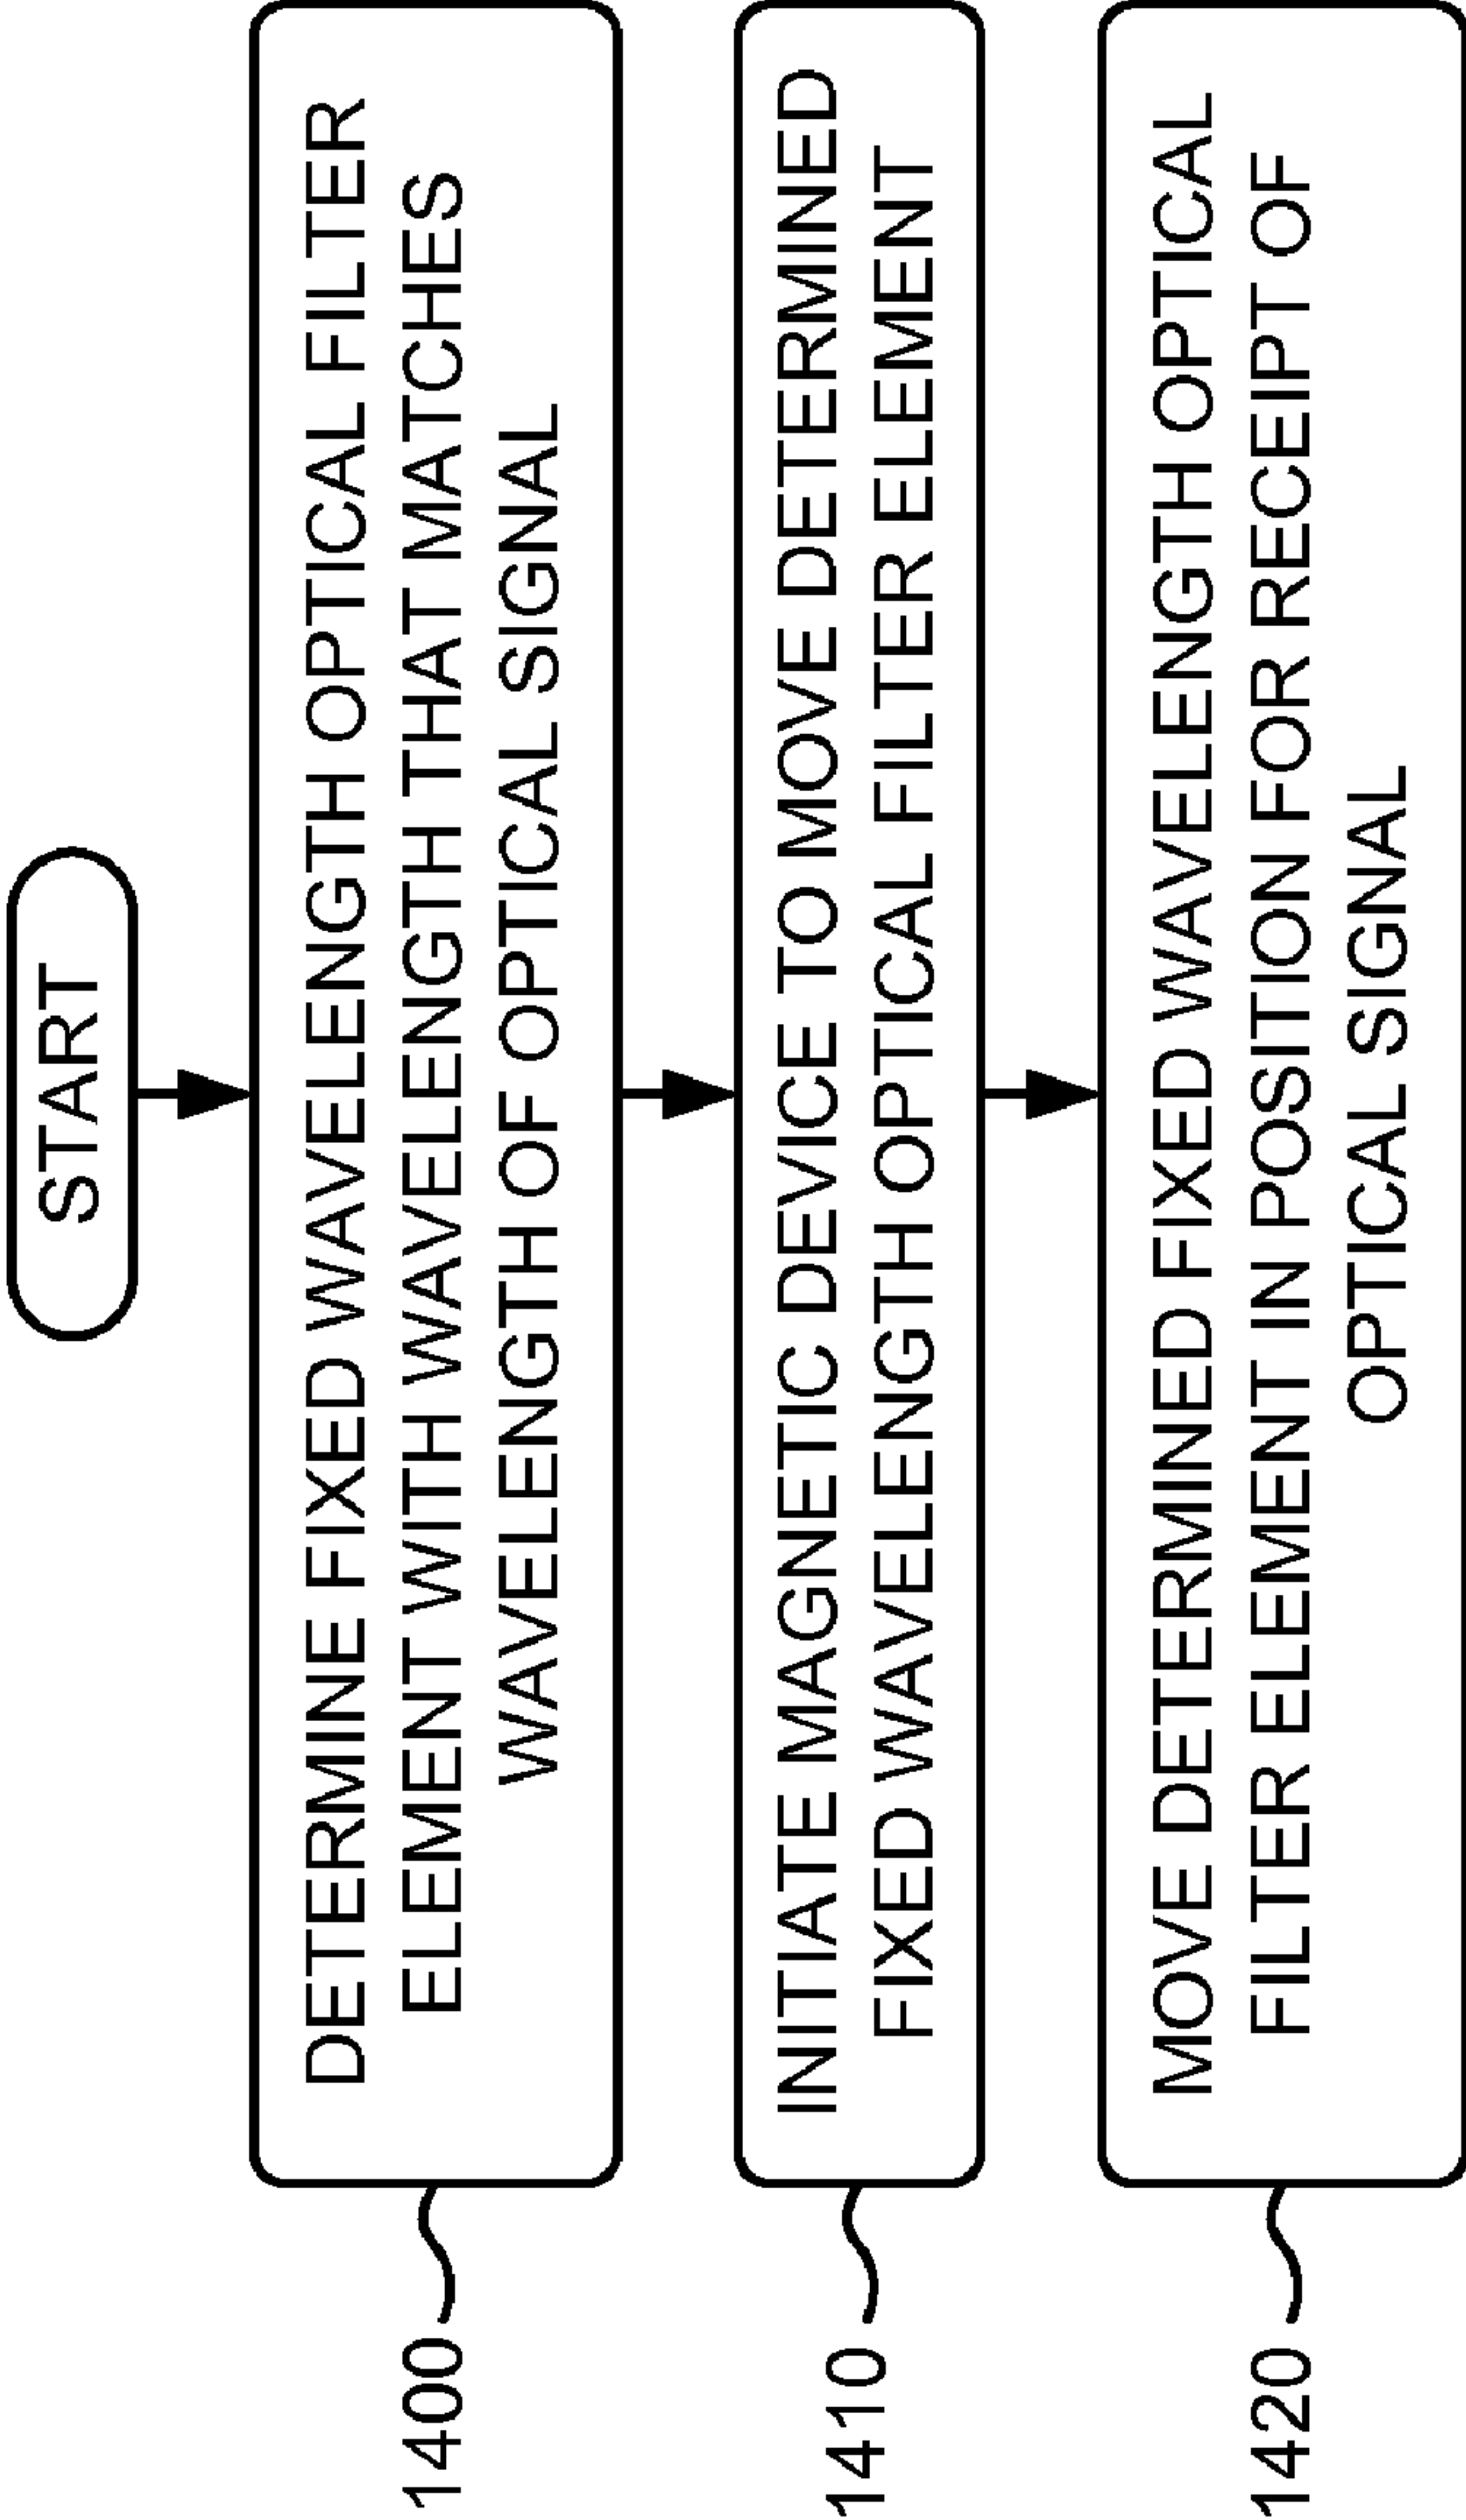 START
DETERMINE FIXED WAVELENGTH OPTICAL FILTER
ELEMENT WITH WAVELENGTH THAT MATCHES
WAVELENGTH OF OPTICAL SIGNAL
1400
INITIATE MAGNETIC DEVICE TO MOVE DETERMINED
FIXED WAVELENGTH OPTICAL FILTER ELEMENT
1410
MOVE DETERMINED FIXED WAVELENGTH OPTICAL
FILTER ELEMENT IN POSITION FOR RECEIPT OF
OPTICAL SIGNAL
1420